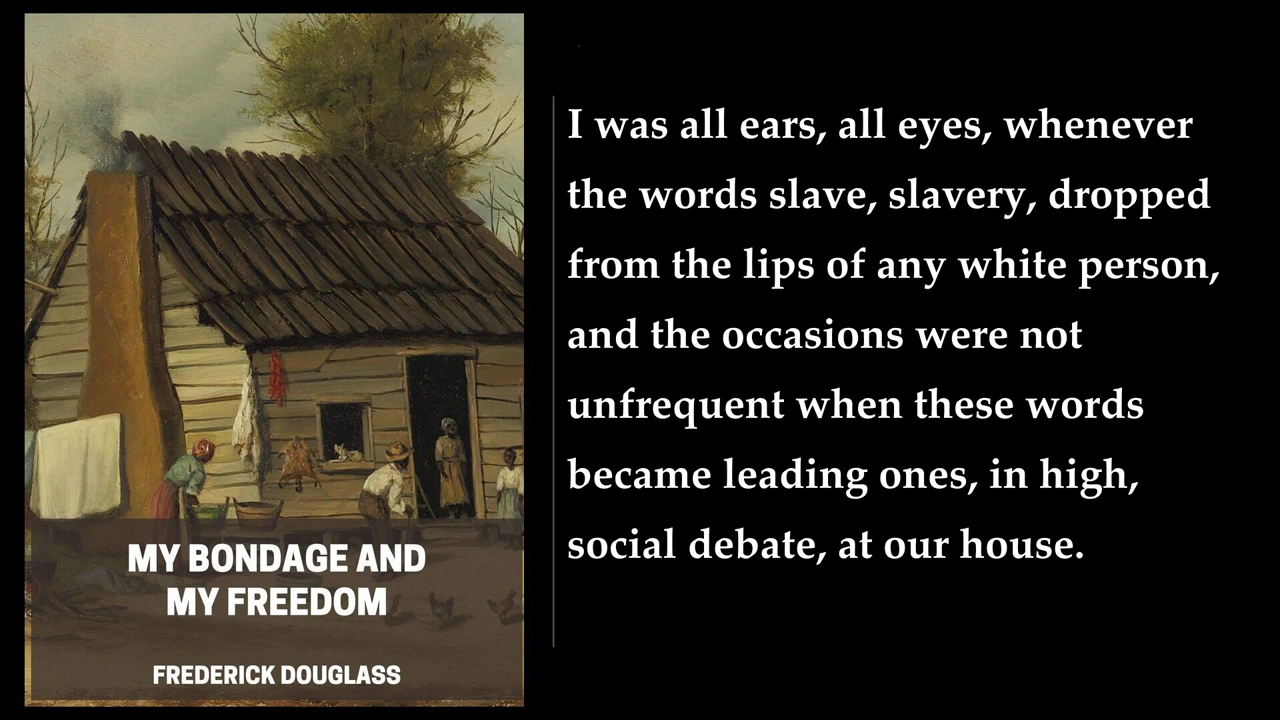 MY BONDAGE AND
MY FREEDOM
FREDERICK DOUGLASS
I was all ears, all eyes, whenever
the words slave, slavery, dropped
from the lips of any white person,
and the occasions were not
unfrequent when these words
became leading ones, in high,
social debate, at our house.